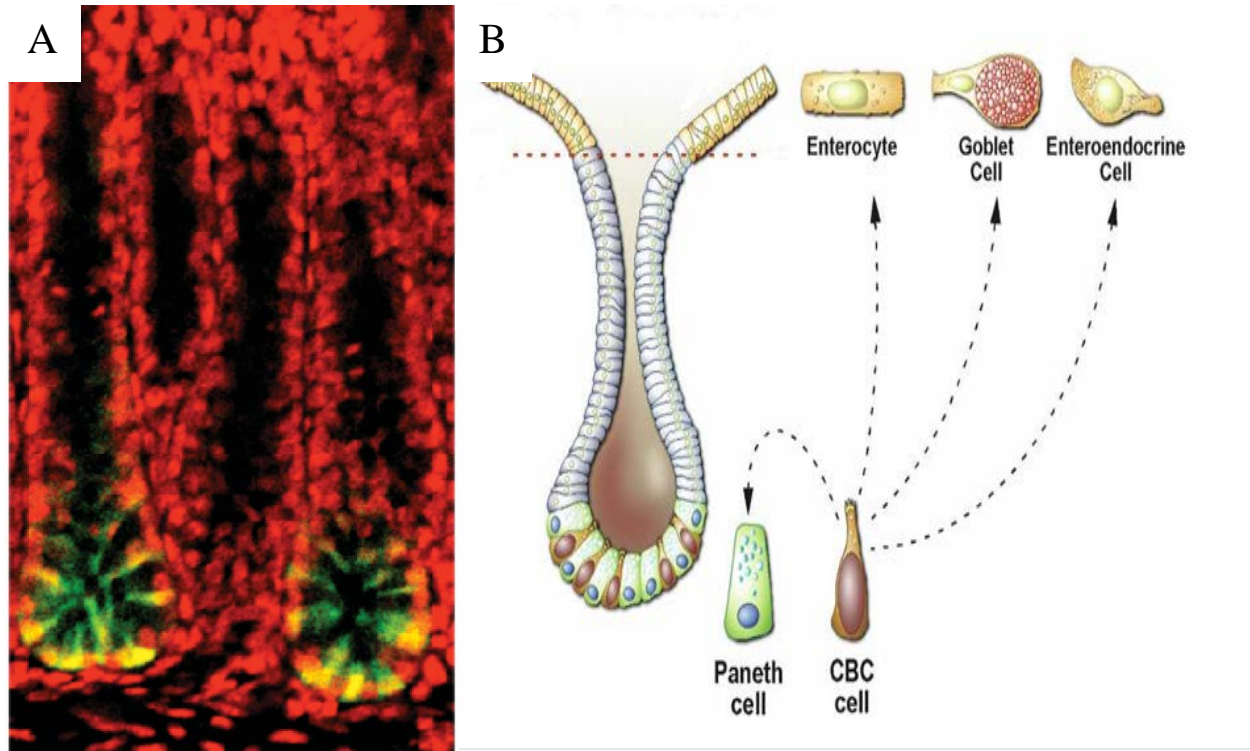 A
B
Enterocyte
Goblet
Cell
Enteroendocrine
Cell
Paneth
cell
CBC
cell